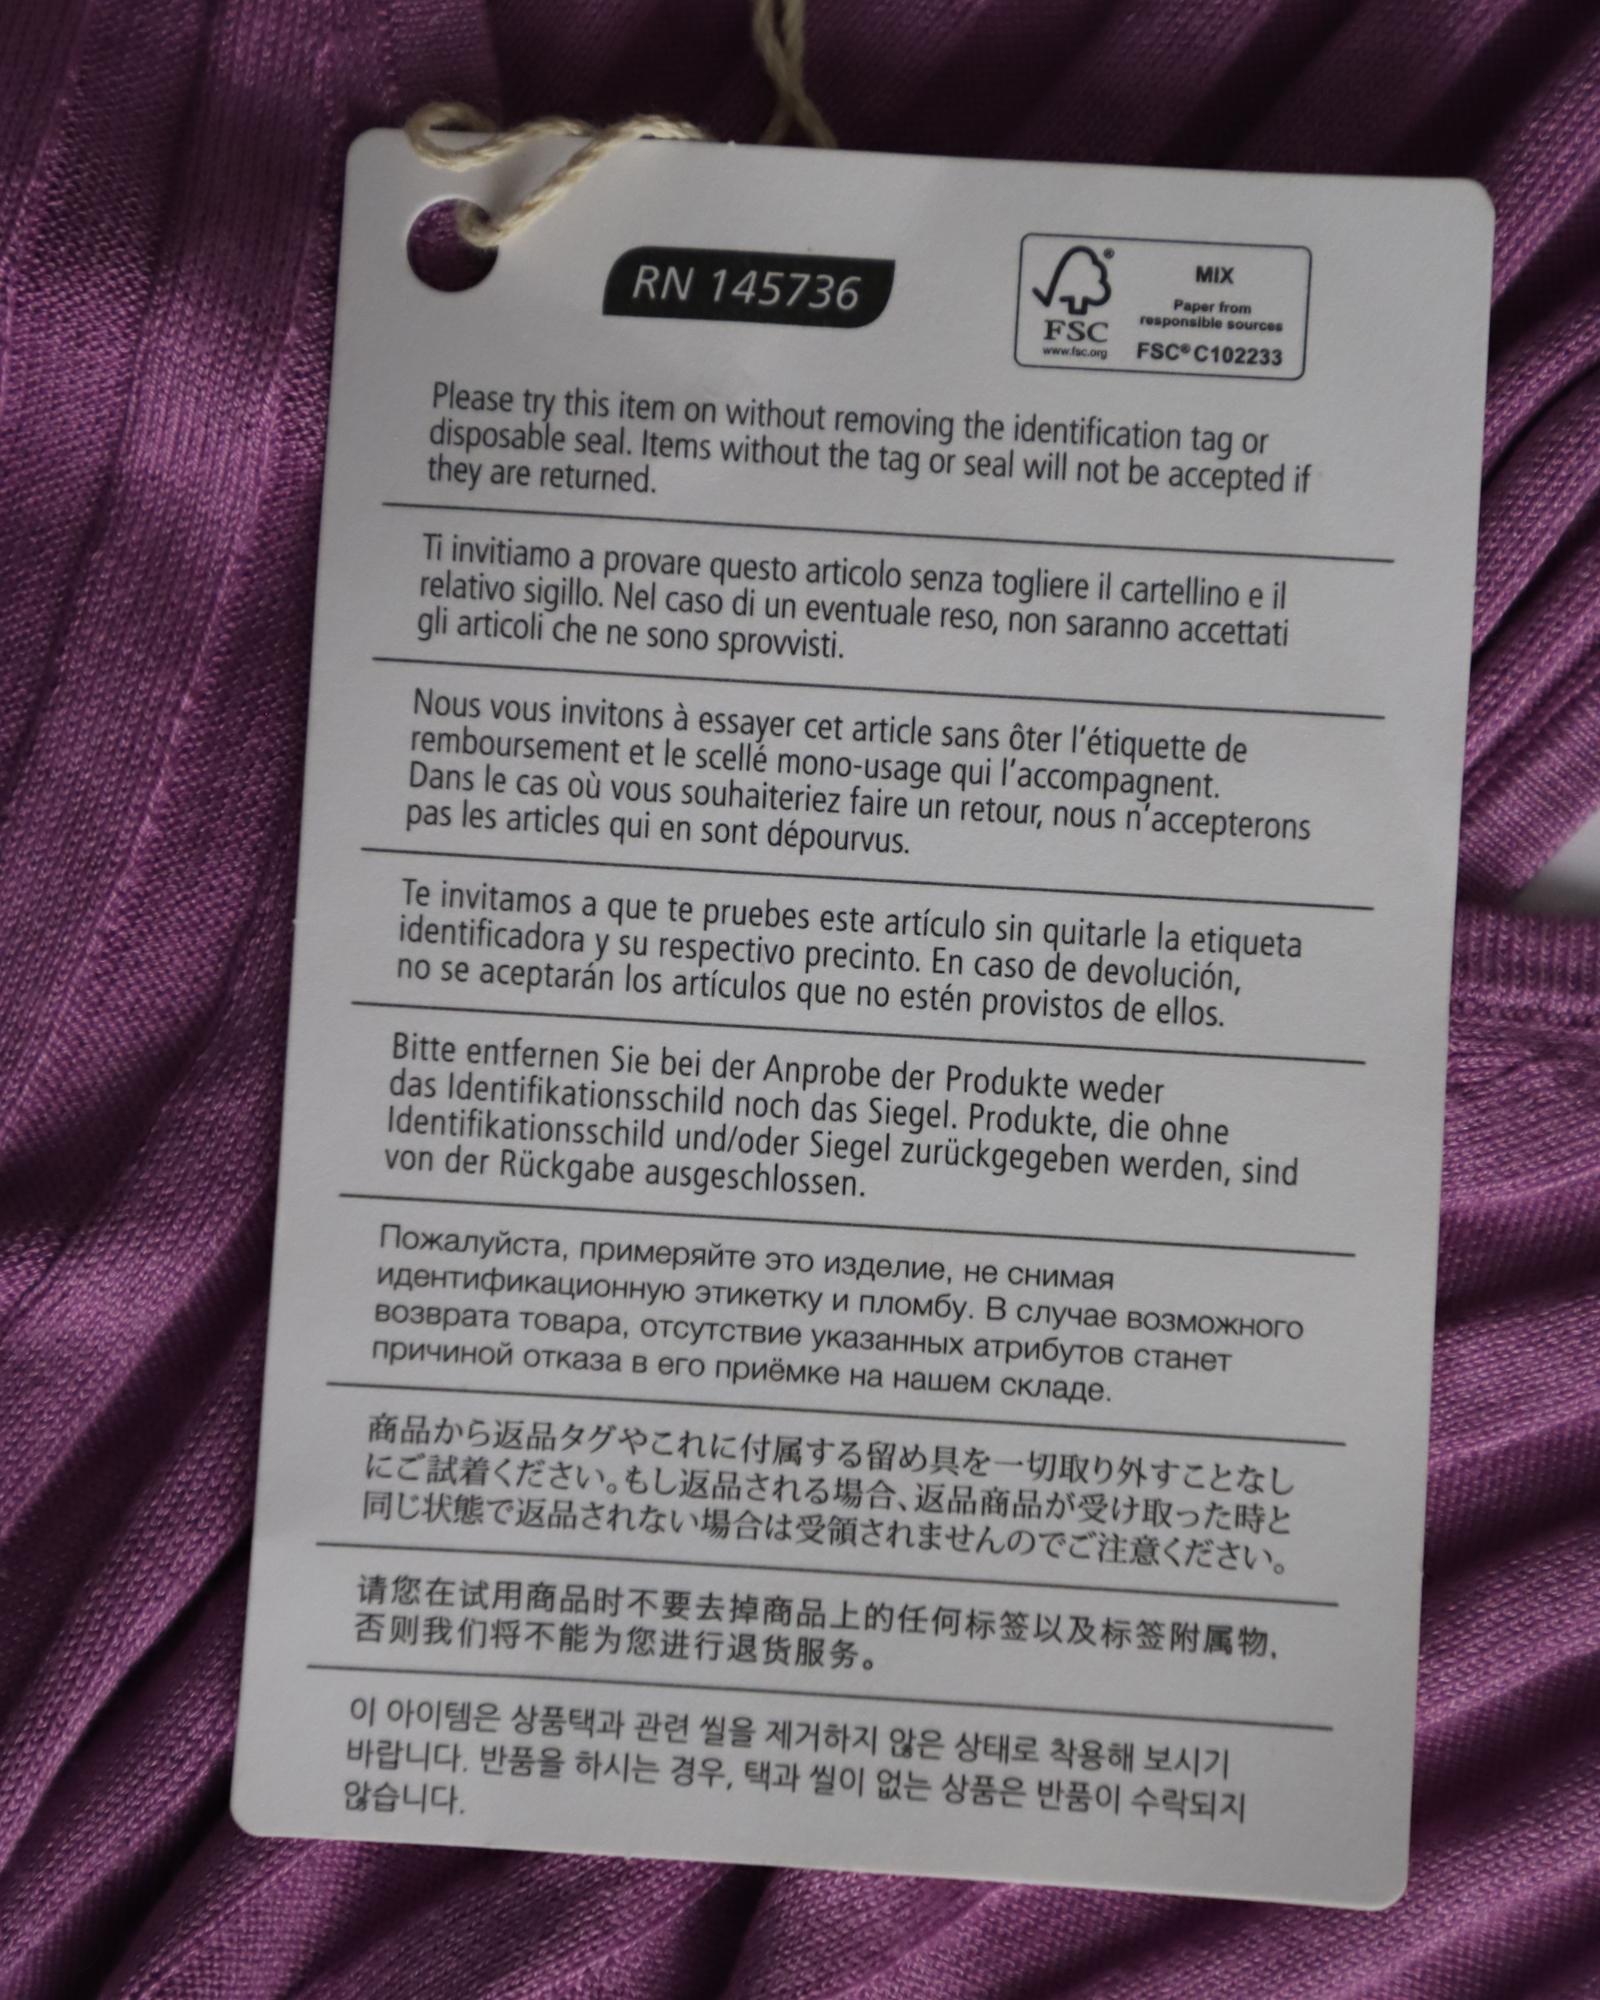 RN 145736
FSC
www.fsc.org
MIX
Paper from
responsible sources
FSC® C102233
Please try this item on without removing the identification tag or
disposable seal. Items without the tag or seal will not be accepted if
they are returned.
Ti invitiamo a provare questo articolo senza togliere il cartellino e il
relativo sigillo. Nel caso di un eventuale reso, non saranno accettati
gli articoli che ne sono sprovvisti.
Nous vous invitons à essayer cet article sans ôter l'étiquette de
remboursement et le scellé mono-usage qui l'accompagnent.
Dans le cas où vous souhaiteriez faire un retour, nous n'accepterons
pas les articles qui en sont dépourvus.
Te invitamos a que te pruebes este artículo sin quitarle la etiqueta
identificadora y su respectivo precinto. En caso de devolución,
no se aceptarán los artículos que no estén provistos de ellos.
Bitte entfernen Sie bei der Anprobe der Produkte weder
das Identifikationsschild noch das Siegel. Produkte, die ohne
Identifikationsschild und/oder Siegel zurückgegeben werden, sind
von der Rückgabe ausgeschlossen.
Пожалуйста, примеряйте это изделие, не снимая
идентификационную этикетку и пломбу. В случае возможного
возврата товара, отсутствие указанных атрибутов станет
причиной отказа в его приёмке на нашем складе.
商品から返品タグやこれに付属する留め具を一切取り外すことなし
にご試着ください。もし返品される場合、返品商品が受け取った時と
同じ状態で返品されない場合は受領されませんのでご注意ください。
请您在试用商品时不要去掉商品上的任何标签以及标签附属物,
否则我们将不能为您进行退货服务。
이 아이템은 상품택과 관련 씰을 제거하지 않은 상태로 착용해 보시기
바랍니다. 반품을 하시는 경우, 택과 씰이 없는 상품은 반품이 수락되지
않습니다.